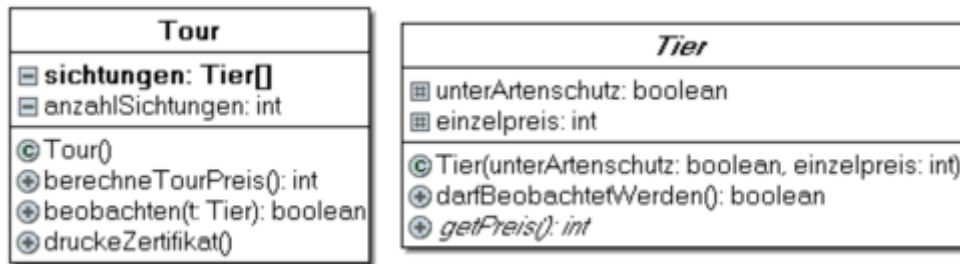 Tour
sichtungen: Tier[]
anzahlSichtungen: int
Tour()
berechneTourPreis(): int
beobachten(t: Tier): boolean
druckeZertifikat()
Tier
unterArtenschutz: boolean
einzelpreis: int
Tier(unterArtenschutz: boolean, einzelpreis: int)
darfBeobachtetWerden(): boolean
getPreis(): int